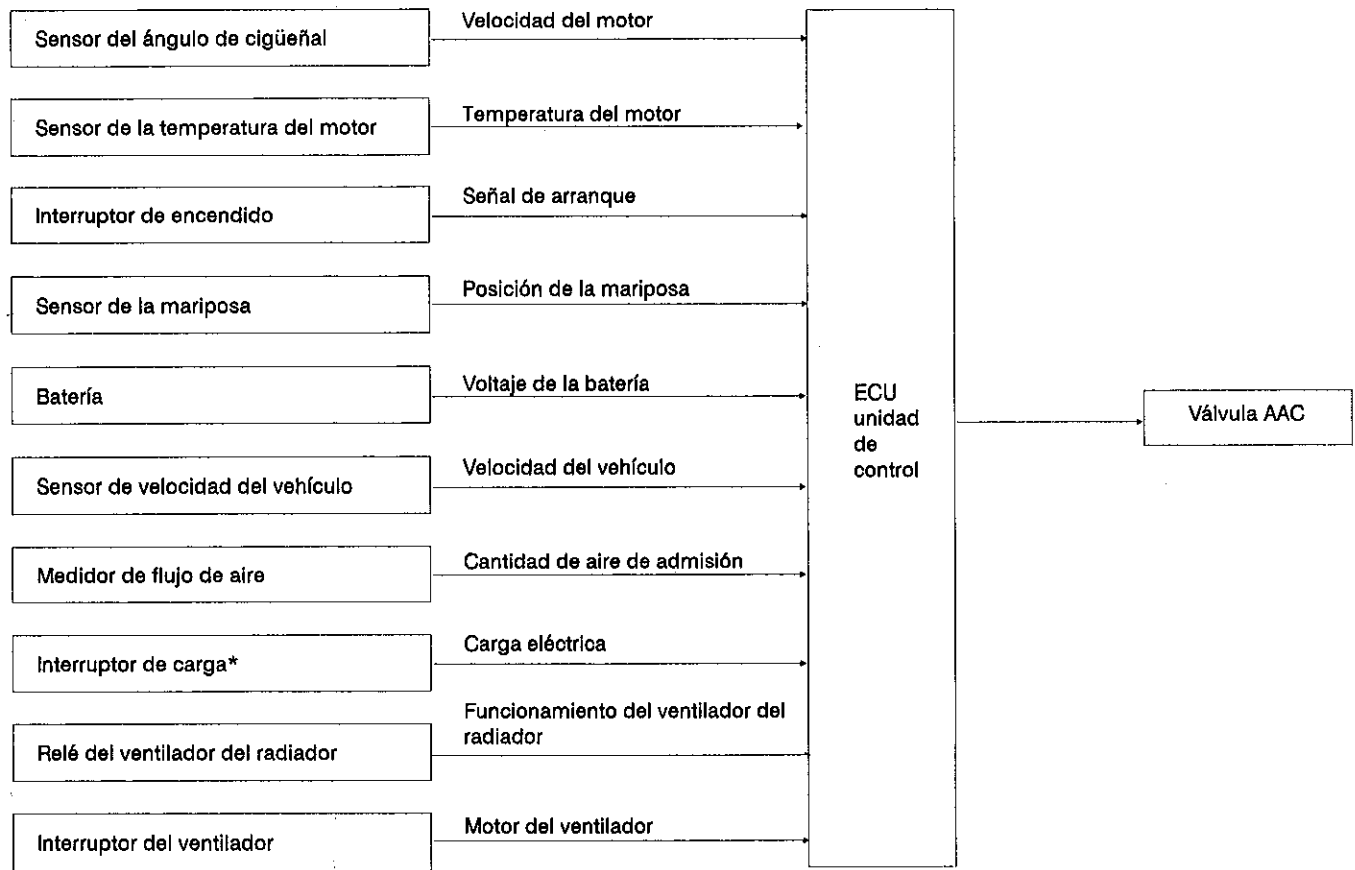 Sensor del ángulo de cigüeñal
Velocidad del motor
Sensor de la temperatura del motor
Temperatura del motor
Interruptor de encendido
Señal de arranque
Sensor de la mariposa
Posición de la mariposa
Batería
Voltaje de la batería
Sensor de velocidad del vehículo
Velocidad del vehículo
Medidor de flujo de aire
Cantidad de aire de admisión
Interruptor de carga*
Carga eléctrica
Relé del ventilador del radiador
Funcionamiento del ventilador del
radiador
Interruptor del ventilador
Motor del ventilador
ECU
unidad
de
control
Válvula AAC